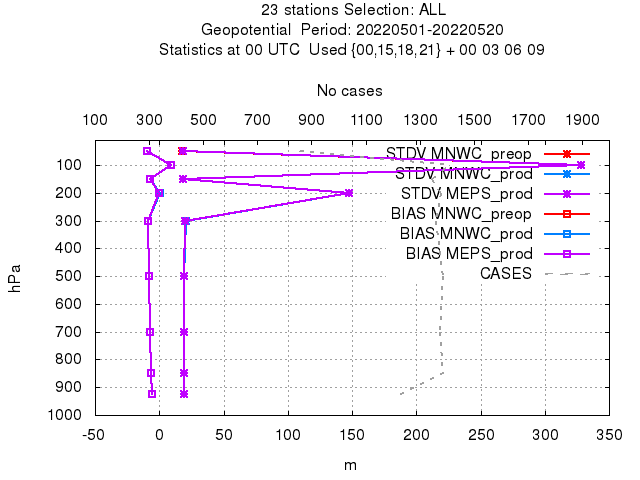 23 stations Selection: ALL
Geopotential  Period: 20220501-20220520
Statistics at 00 UTC  Used {00,15,18,21} + 00 03 06 09
No cases
100 300 500 700 900 1100 1300 1500 1700 1900
STDV MNWC_preop
100
STDV MNWC_prod
200
STDV MEPS_prod
BIAS MNWC_preop
300
BIAS MNWC_prod
400
BIAS MEPS_prod
500
CASES
600
700
800
900
1000
hPa
-50 0 50 100 150 200 250 300 350
m